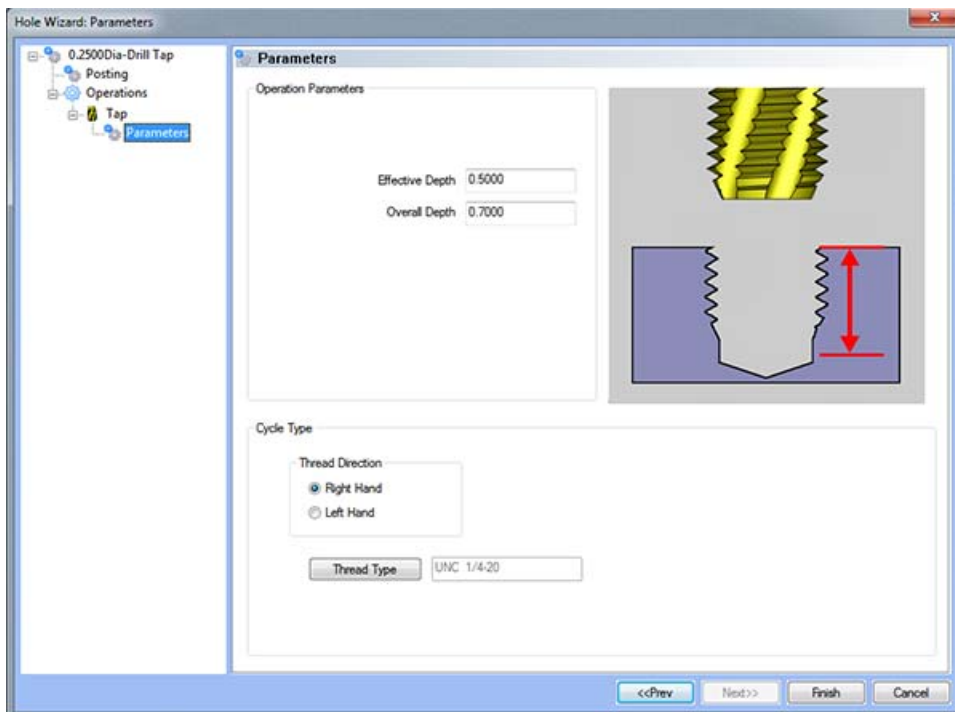 Hole Wizard: Parameters
0.2500Dia-Drill Tap
Posting
Operations
Tap
Parameters
Parameters
Operation Parameters
Effective Depth 0.5000
Overall Depth 0.7000
Cycle Type
Thread Direction
Right Hand
Left Hand
Thread Type UNC 1/4-20
<<Prev Next>> Finish Cancel